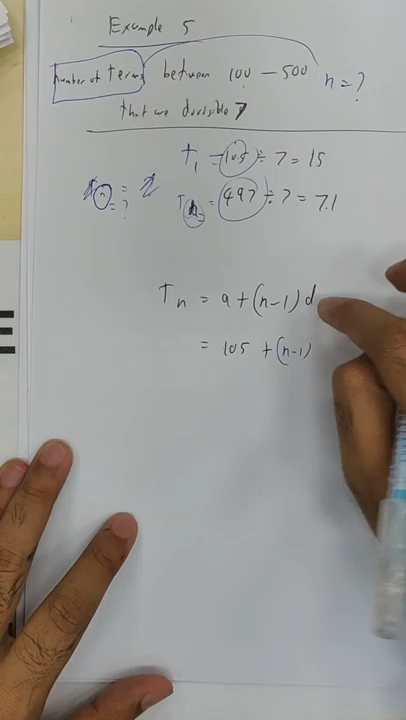 Example 5
number of terms between 100 - 500 n = ?
that are divisible 7
T1 = 105 ÷ 7 = 15
n = ?
Tn = 497 ÷ 7 = 71
Tn = a + (n-1) d
= 105 + (n-1)